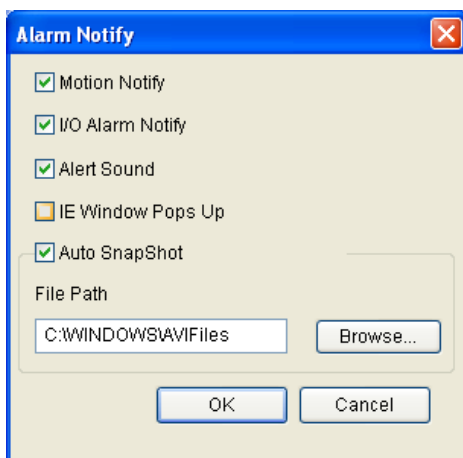 Alarm Notify
Motion Notify
I/O Alarm Notify
Alert Sound
IE Window Pops Up
Auto SnapShot
File Path
C:\WINDOWS\AVIFiles
Browse...
OK
Cancel